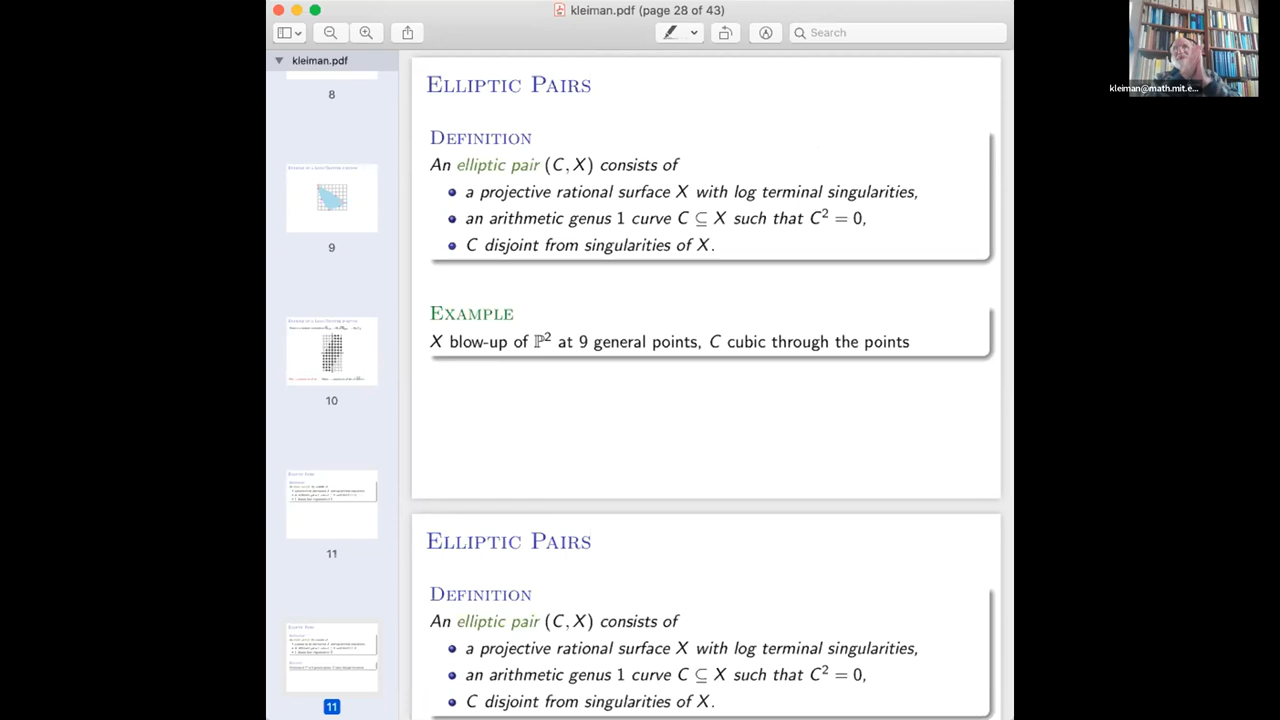 kleiman.pdf (page 28 of 43)
Search
kleiman.pdf
8
9
10
11
11
ELLIPTIC PAIRS
DEFINITION
An elliptic pair (C, X) consists of
• a projective rational surface X with log terminal singularities,
• an arithmetic genus 1 curve C ⊆ X such that C² = 0,
• C disjoint from singularities of X.
EXAMPLE
X blow-up of ℙ² at 9 general points, C cubic through the points
ELLIPTIC PAIRS
DEFINITION
An elliptic pair (C, X) consists of
• a projective rational surface X with log terminal singularities,
• an arithmetic genus 1 curve C ⊆ X such that C² = 0,
• C disjoint from singularities of X.
kleiman@math.mit.e...